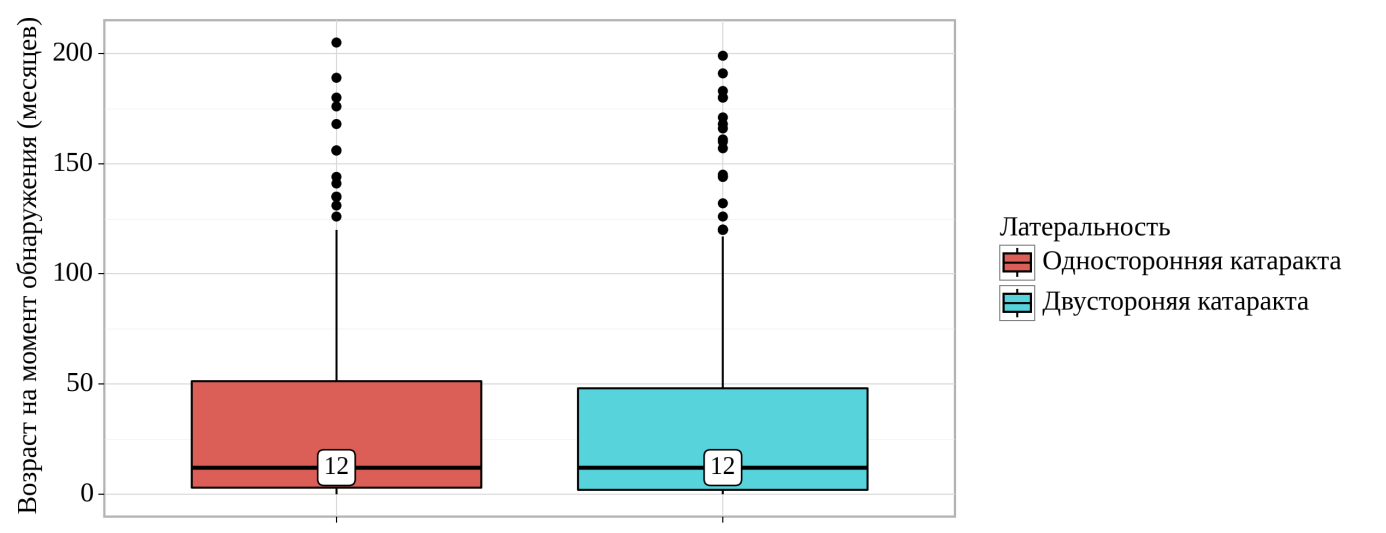 Возраст на момент обнаружения (месяцев)
200
150
100
50
0
12
12
Латеральность
Односторонняя катаракта
Двустороняя катаракта